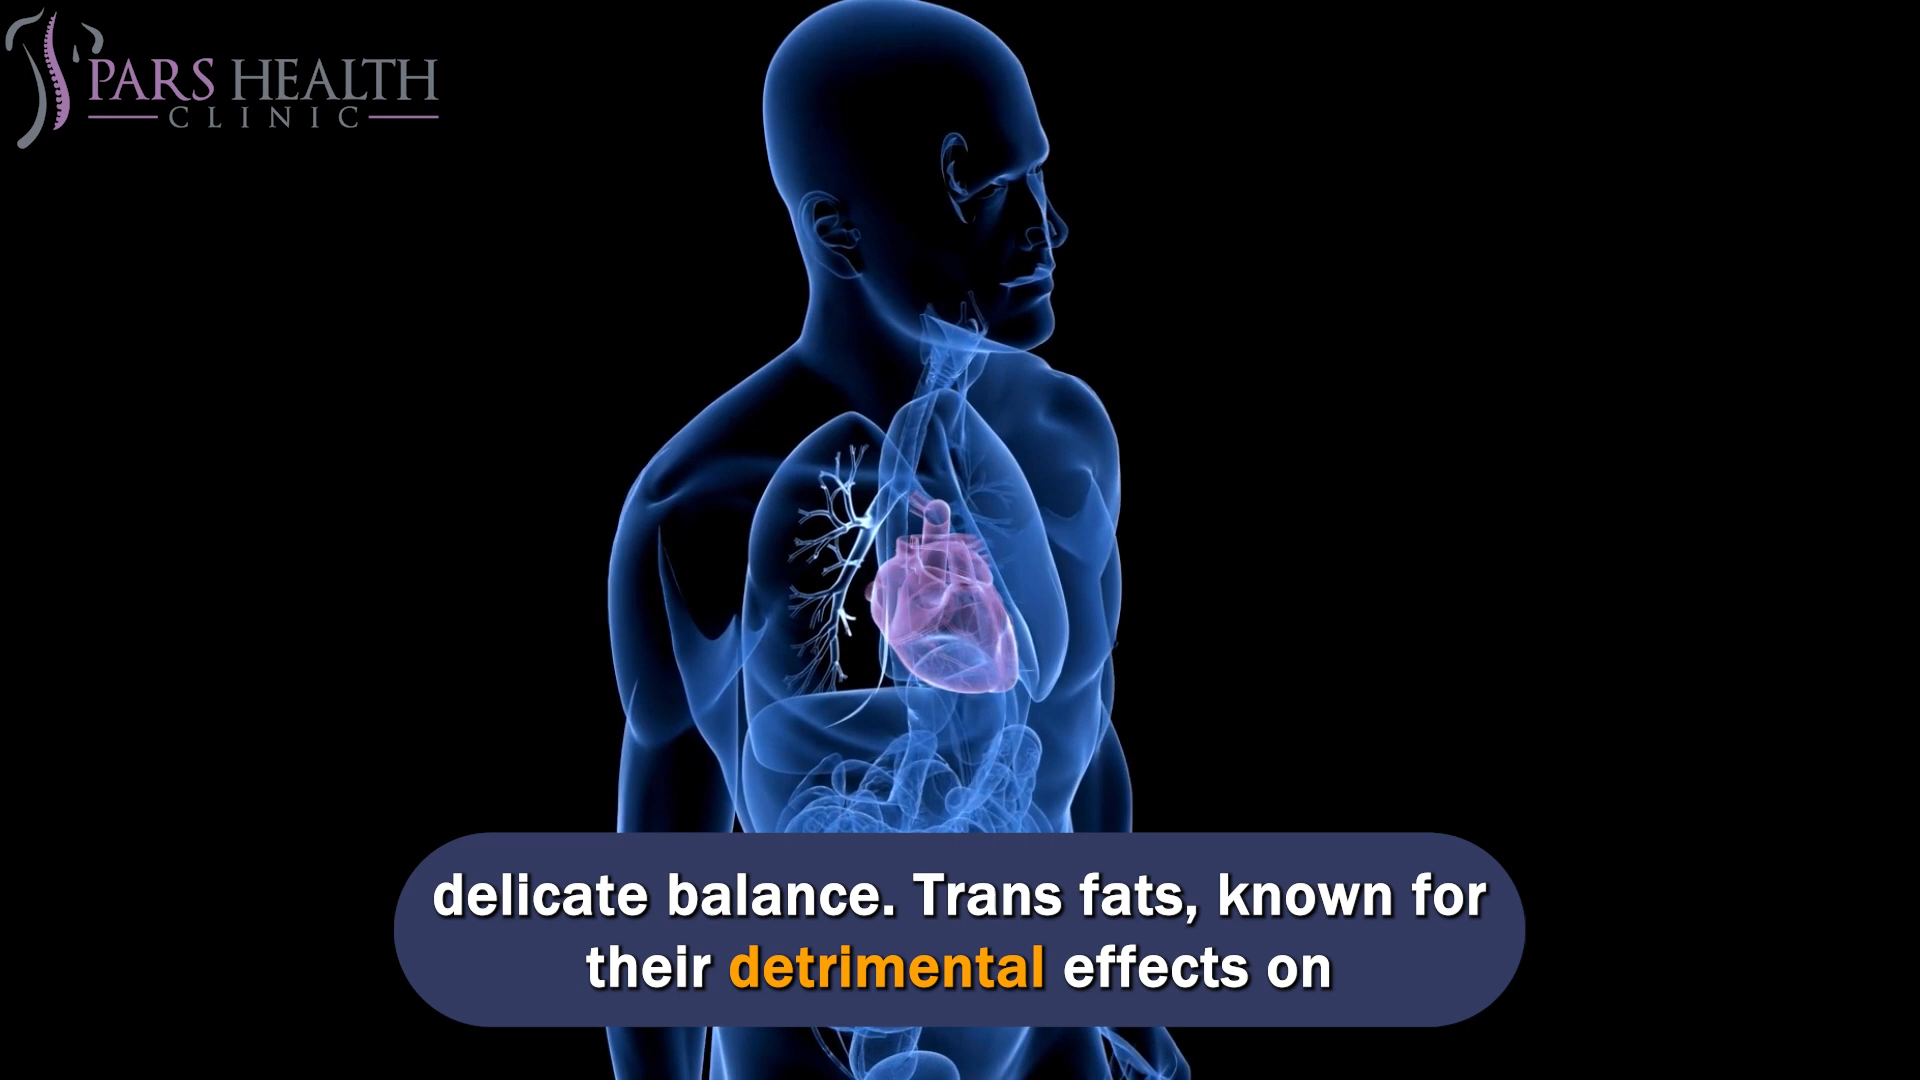 PARS HEALTH
CLINIC
delicate balance. Trans fats, known for
their detrimental effects on